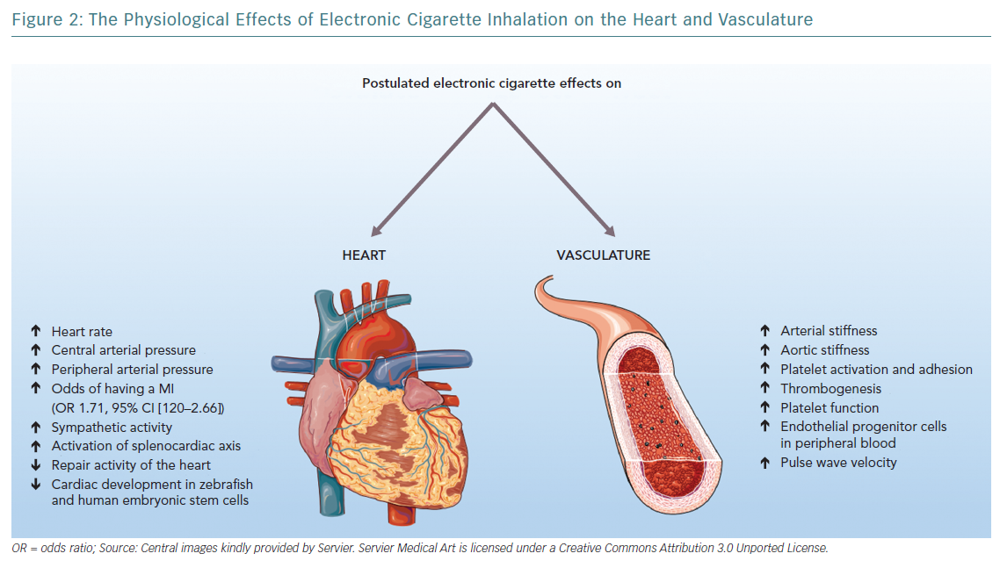 Figure 2: The Physiological Effects of Electronic Cigarette Inhalation on the Heart and Vasculature
Postulated electronic cigarette effects on
HEART
VASCULATURE
↑ Heart rate
↑ Central arterial pressure
↑ Peripheral arterial pressure
↑ Odds of having a MI
(OR 1.71, 95% CI [120–2.66])
↑ Sympathetic activity
↑ Activation of splenocardiac axis
↓ Repair activity of the heart
↓ Cardiac development in zebrafish
and human embryonic stem cells
↑ Arterial stiffness
↑ Aortic stiffness
↑ Platelet activation and adhesion
↑ Thrombogenesis
↑ Platelet function
↑ Endothelial progenitor cells
in peripheral blood
↑ Pulse wave velocity
OR = odds ratio; Source: Central images kindly provided by Servier. Servier Medical Art is licensed under a Creative Commons Attribution 3.0 Unported License.